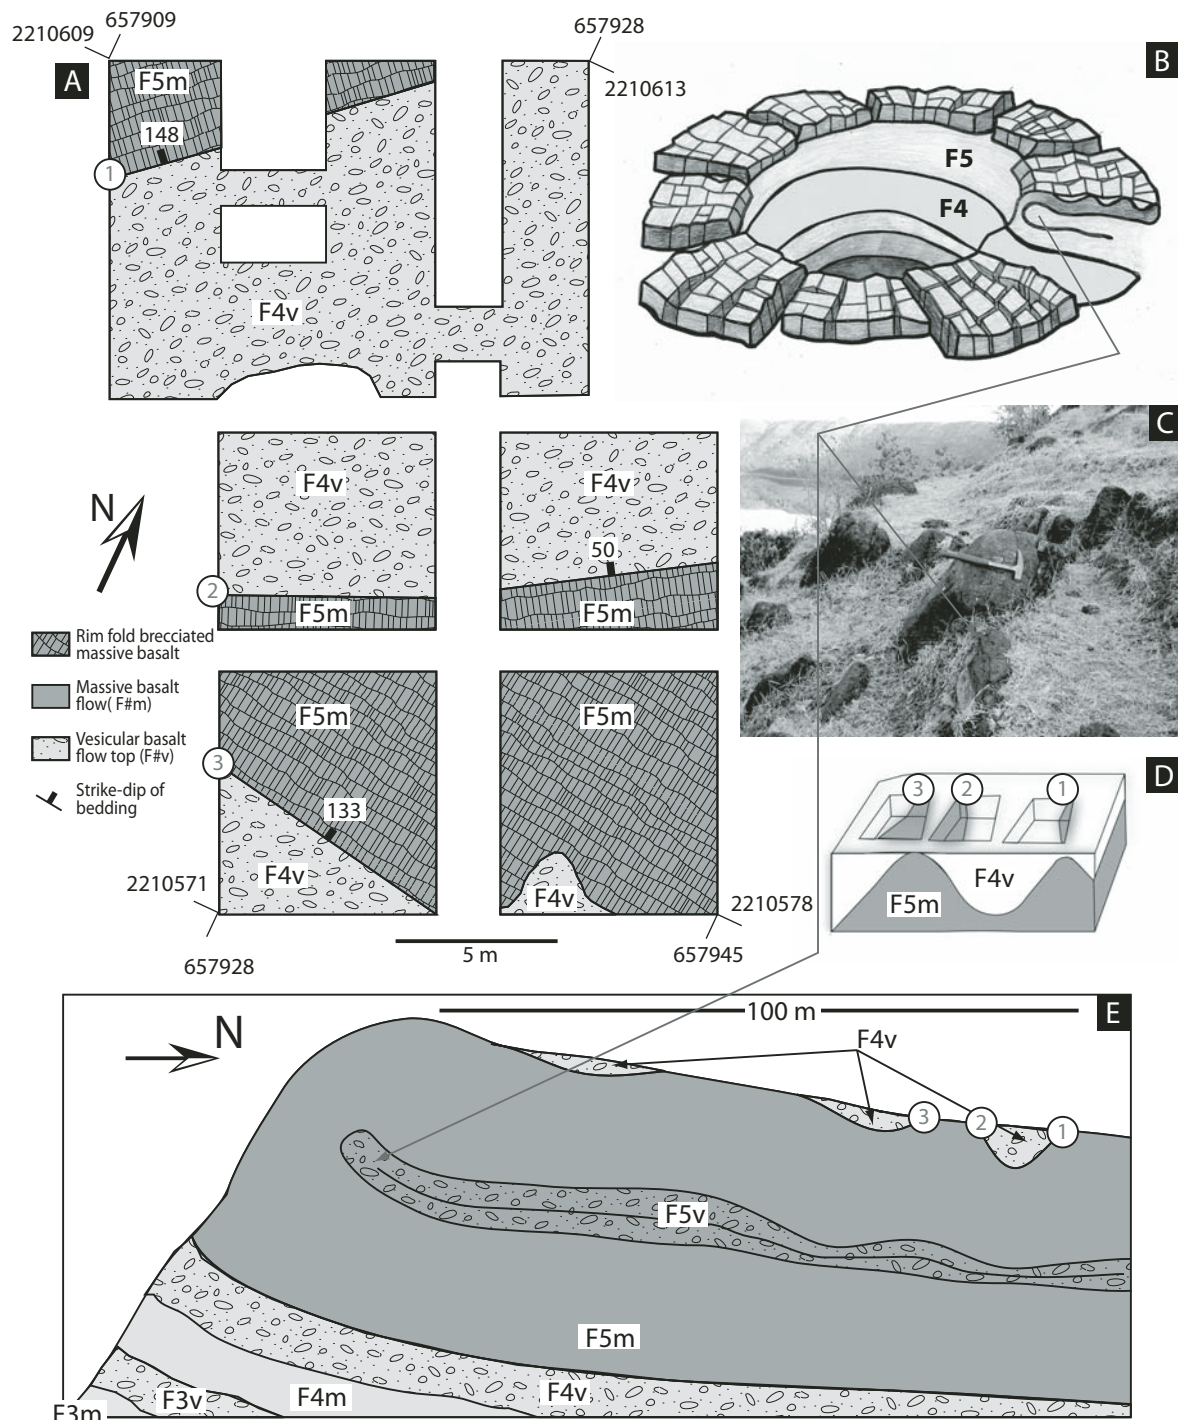 2210609
657909
657928
A
F5m
2210613
B
148
1
F5
F4
F4v
C
F4v
F4v
N
50
2
F5m
F5m
Rim fold brecciated
massive basalt
Massive basalt
flow( F#m)
Vesicular basalt
flow top (F#v)
Strike-dip of
bedding
F5m
F5m
3
133
F4v
F4v
2210571
2210578
657928
5 m
657945
D
3
2
1
F4v
F5m
N
100 m
E
F4v
3
2
1
F5v
F5m
F4v
F4m
F3v
F3m